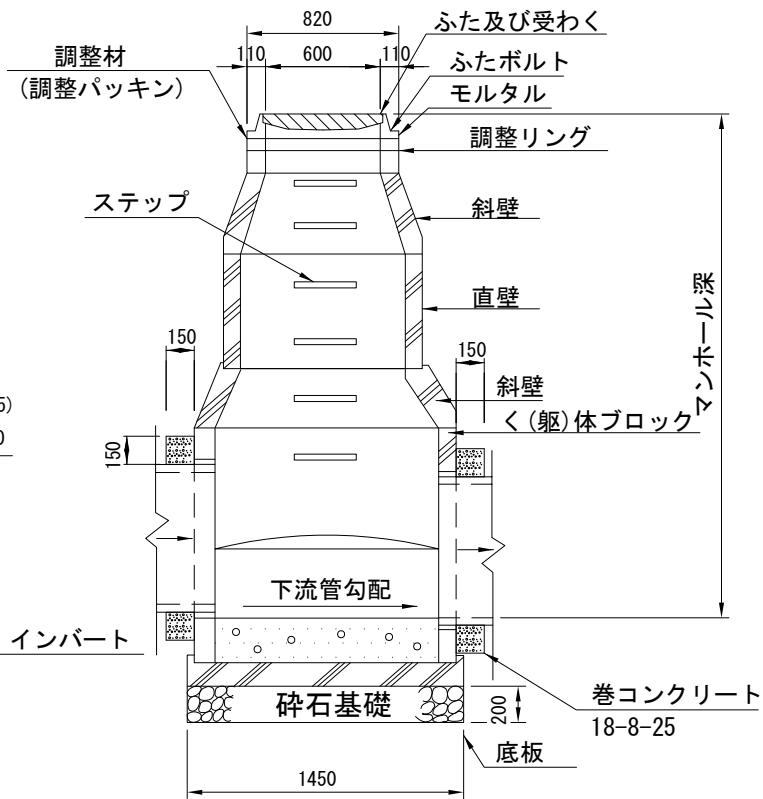 820
ふた及び受わく
110
600
110
ふたボルト
調整材
(調整パッキン)
モルタル
調整リング
ステップ
斜壁
直壁
マンホール深
150
150
斜壁
く(躯)体ブロック
5)
0
150
下流管勾配
インバート
砕石基礎
200
巻コンクリート
18-8-25
底板
1450